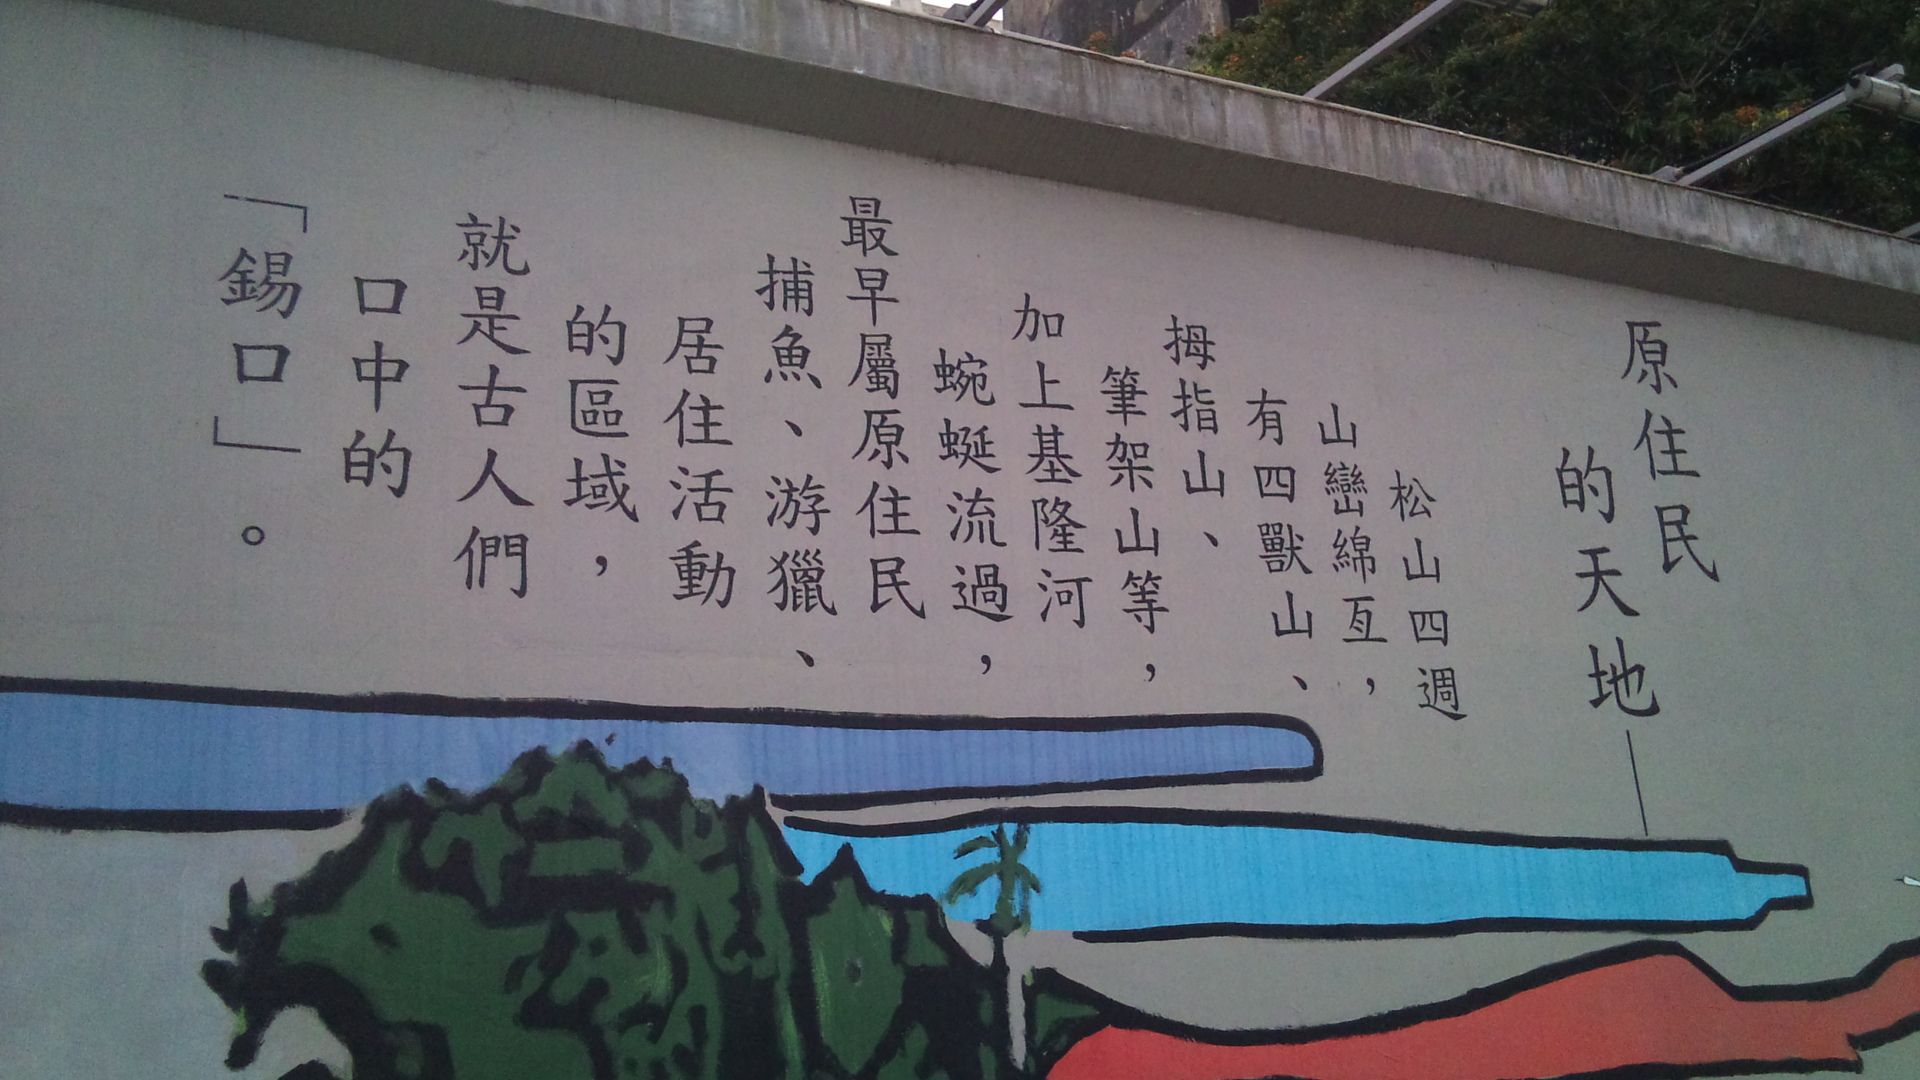 原住民
的天地—
松山四週
山巒綿亙，
有四獸山、
拇指山、
筆架山等，
加上基隆河
蜿蜒流過，
最早屬原住民
捕魚、游獵、
居住活動
的區域，
就是古人們
口中的
「錫口」。